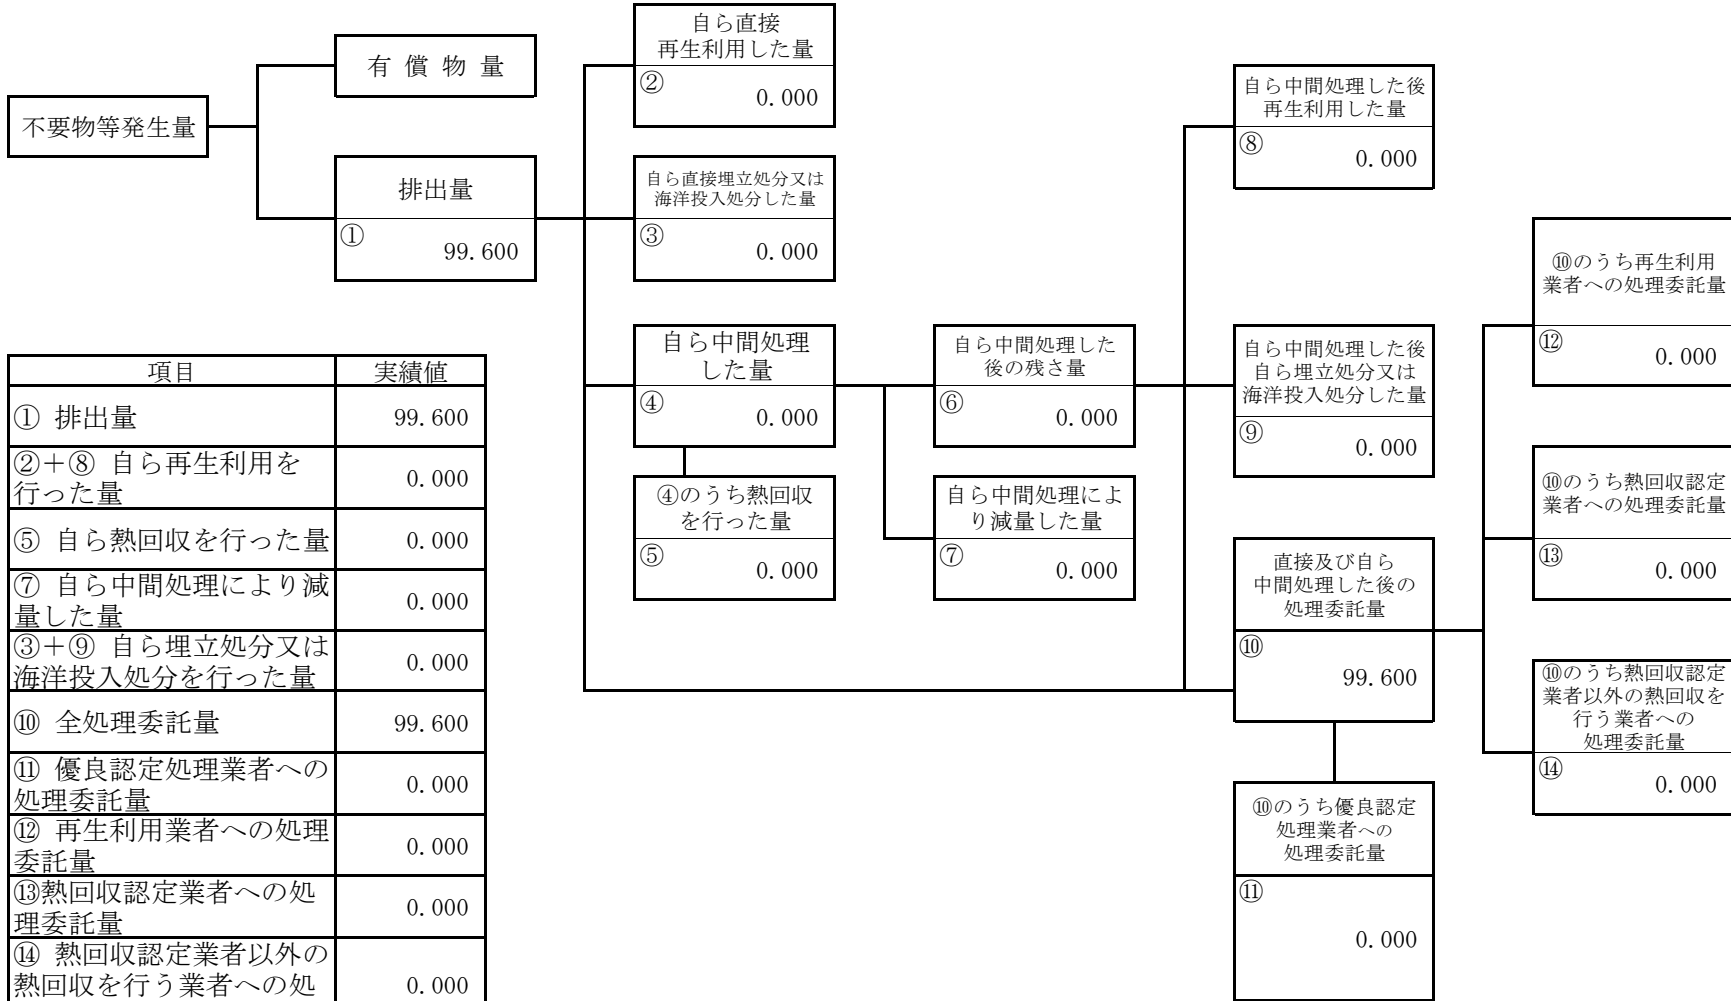 不要物等発生量
有 償 物 量
排出量
①
99.600
自ら直接
再生利用した量
②
0.000
自ら直接埋立処分又は
海洋投入処分した量
③
0.000
自ら中間処理
した量
④
0.000
④のうち熱回収
を行った量
⑤
0.000
自ら中間処理した
後の残さ量
⑥
0.000
自ら中間処理によ
り減量した量
⑦
0.000
自ら中間処理した後
再生利用した量
⑧
0.000
自ら中間処理した後
自ら埋立処分又は
海洋投入処分した量
⑨
0.000
直接及び自ら
中間処理した後の
処理委託量
⑩
99.600
⑩のうち優良認定
処理業者への
処理委託量
⑪
0.000
⑩のうち再生利用
業者への処理委託量
⑫
0.000
⑩のうち熱回収認定
業者への処理委託量
⑬
0.000
⑩のうち熱回収認定
業者以外の熱回収を
行う業者への
処理委託量
⑭
0.000
項目 実績値
① 排出量 99.600
②＋⑧ 自ら再生利用を
行った量 0.000
⑤ 自ら熱回収を行った量 0.000
⑦ 自ら中間処理により減
量した量 0.000
③＋⑨ 自ら埋立処分又は
海洋投入処分を行った量 0.000
⑩ 全処理委託量 99.600
⑪ 優良認定処理業者への
処理委託量 0.000
⑫ 再生利用業者への処理
委託量 0.000
⑬熱回収認定業者への処
理委託量 0.000
⑭ 熱回収認定業者以外の
熱回収を行う業者への処 0.000